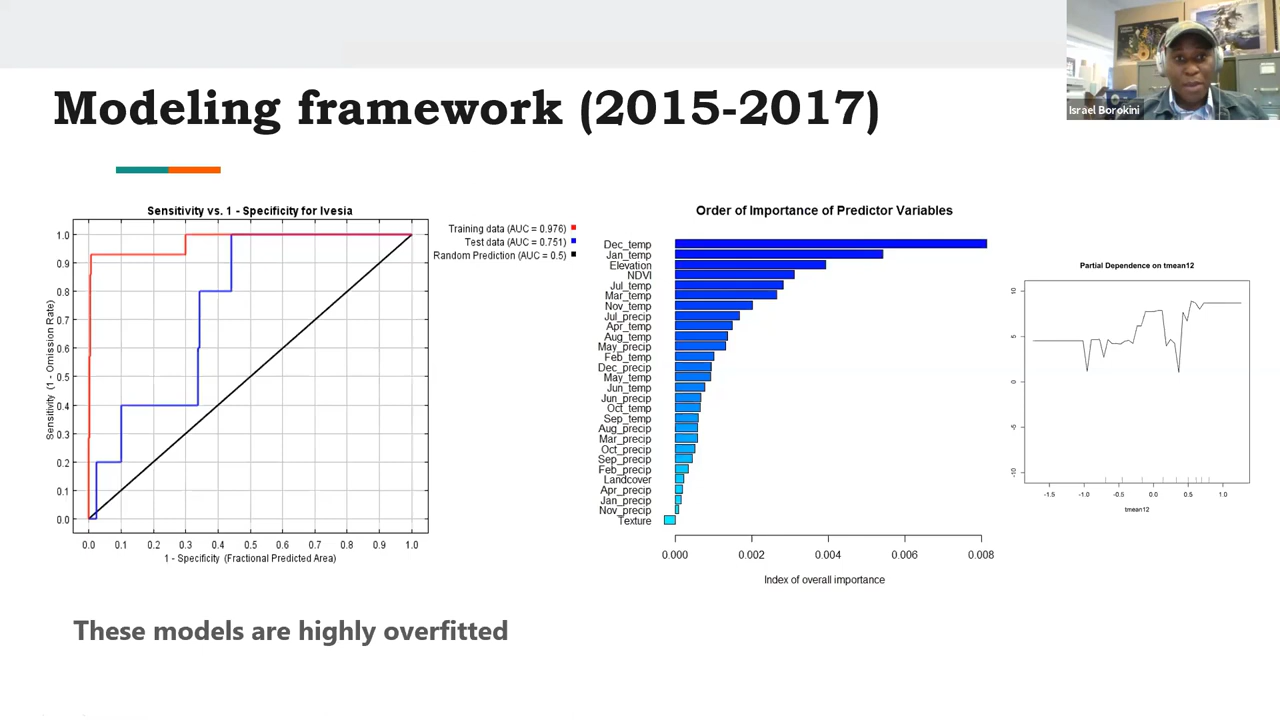 Modeling framework (2015-2017)
Israel Borokini
Sensitivity vs. 1 - Specificity for Ivesia
Training data (AUC = 0.976)
Test data (AUC = 0.751)
Random Prediction (AUC = 0.5)
Sensitivity (1 - Omission Rate)
1.0
0.9
0.8
0.7
0.6
0.5
0.4
0.3
0.2
0.1
0.0
0.0 0.1 0.2 0.3 0.4 0.5 0.6 0.7 0.8 0.9 1.0
1 - Specificity (Fractional Predicted Area)
Order of Importance of Predictor Variables
Dec_temp
Jan_temp
Elevation
NDVI
Jul_temp
Mar_temp
Nov_temp
Jul_precip
Apr_temp
Aug_temp
May_precip
Feb_temp
Dec_precip
May_temp
Jun_temp
Jun_precip
Oct_temp
Sep_temp
Aug_precip
Mar_precip
Oct_precip
Sep_precip
Feb_precip
Landcover
Apr_precip
Jan_precip
Nov_precip
Texture
0.000 0.002 0.004 0.006 0.008
Index of overall importance
Partial Dependence on tmean12
10
5
0
-5
-10
-1.5 -1.0 -0.5 0.0 0.5 1.0
tmean12
These models are highly overfitted